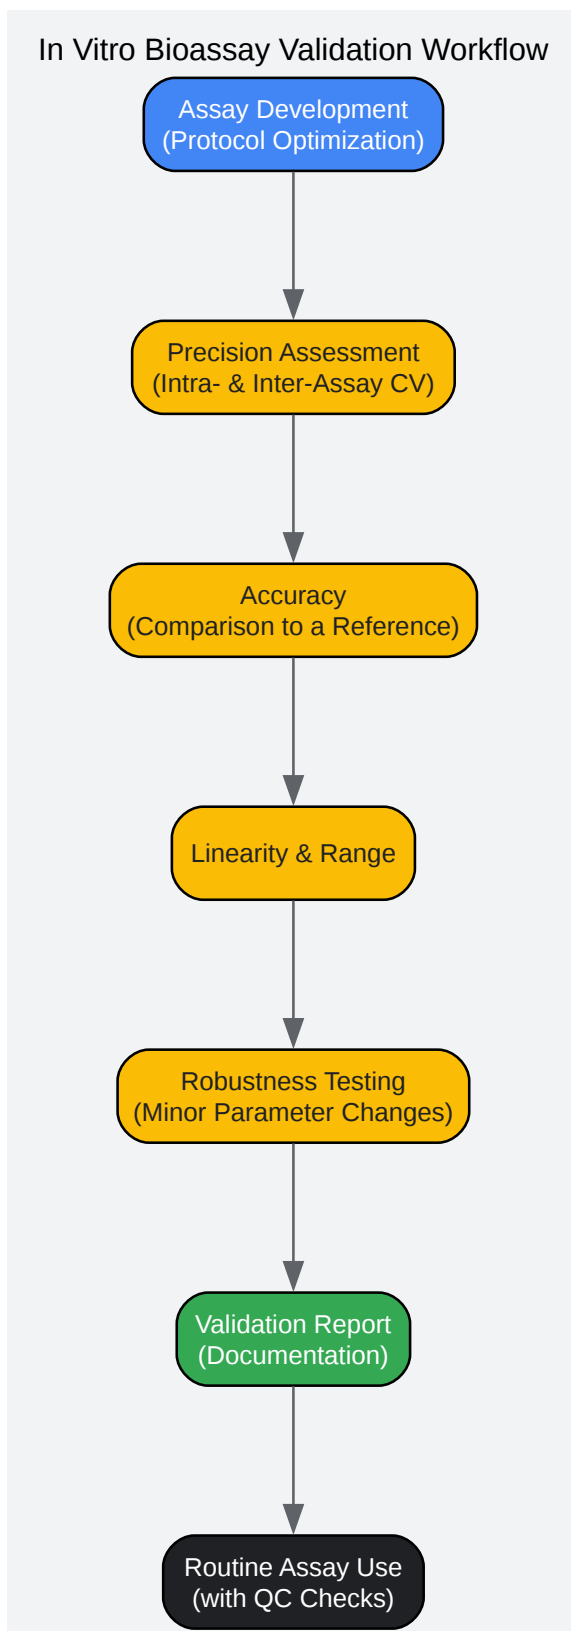 In Vitro Bioassay Validation Workflow
Assay Development
(Protocol Optimization)
Precision Assessment
(Intra- & Inter-Assay CV)
Accuracy
(Comparison to a Reference)
Linearity & Range
Robustness Testing
(Minor Parameter Changes)
Validation Report
(Documentation)
Routine Assay Use
(with QC Checks)